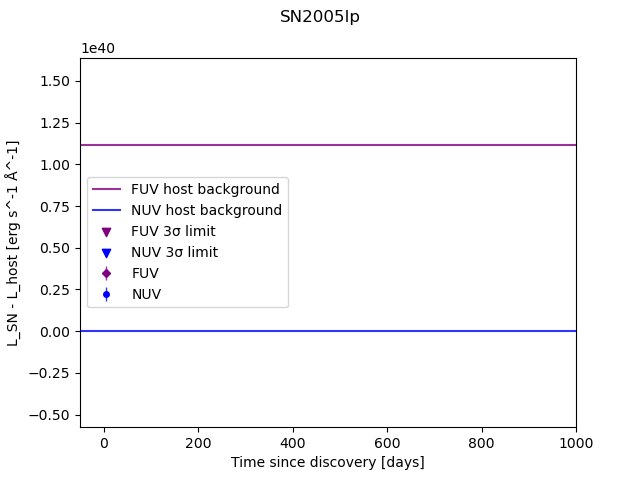 SN2005lp
1e40
1.50
1.25
1.00
0.75
0.50
0.25
0.00
−0.25
−0.50
L_SN - L_host [erg s^-1 Å^-1]
FUV host background
NUV host background
FUV 3σ limit
NUV 3σ limit
FUV
NUV
0 200 400 600 800 1000
Time since discovery [days]